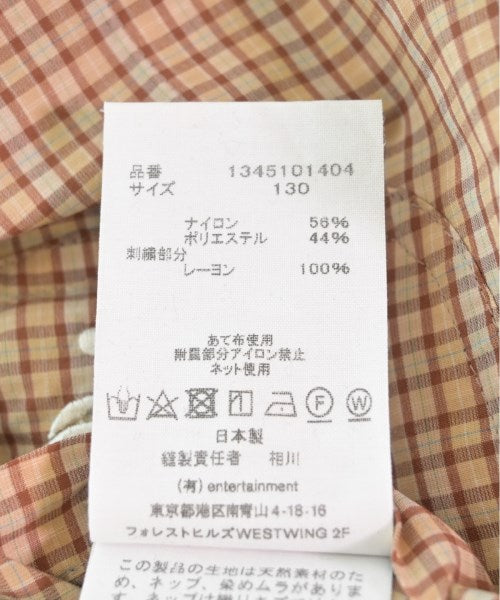 品番 1345101404
サイズ 130
ナイロン 56%
ポリエステル 44%
刺繍部分
レーヨン 100%
あて布使用
附属部分アイロン禁止
ネット使用
F W
日本製
縫製責任者 相川
(有) entertainment
東京都港区南青山4-18-16
フォレストヒルズWESTWING 2F
この製品の生地は天然素材のた
め、ネップ、染めムラがありま